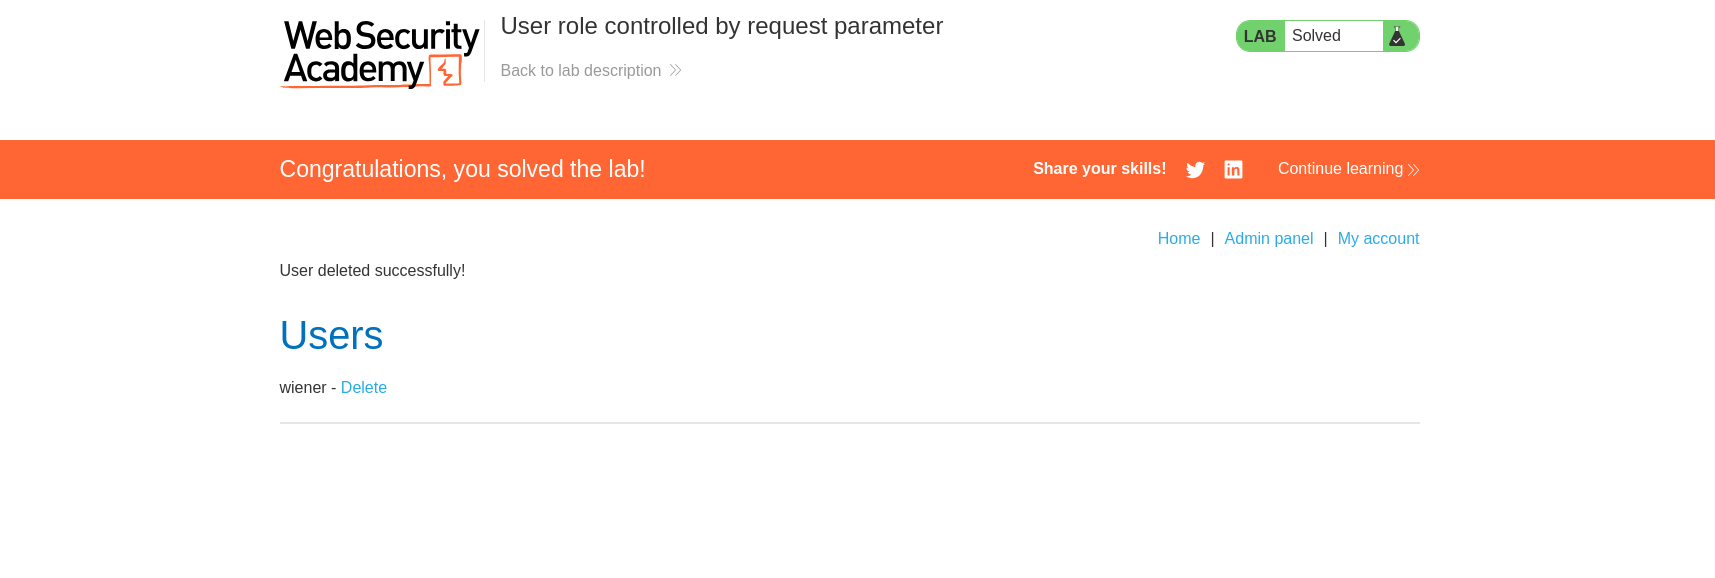 Web Security
Academy
User role controlled by request parameter
Back to lab description
LAB Solved
Congratulations, you solved the lab!
Share your skills!
Continue learning
Home | Admin panel | My account
User deleted successfully!
Users
wiener - Delete